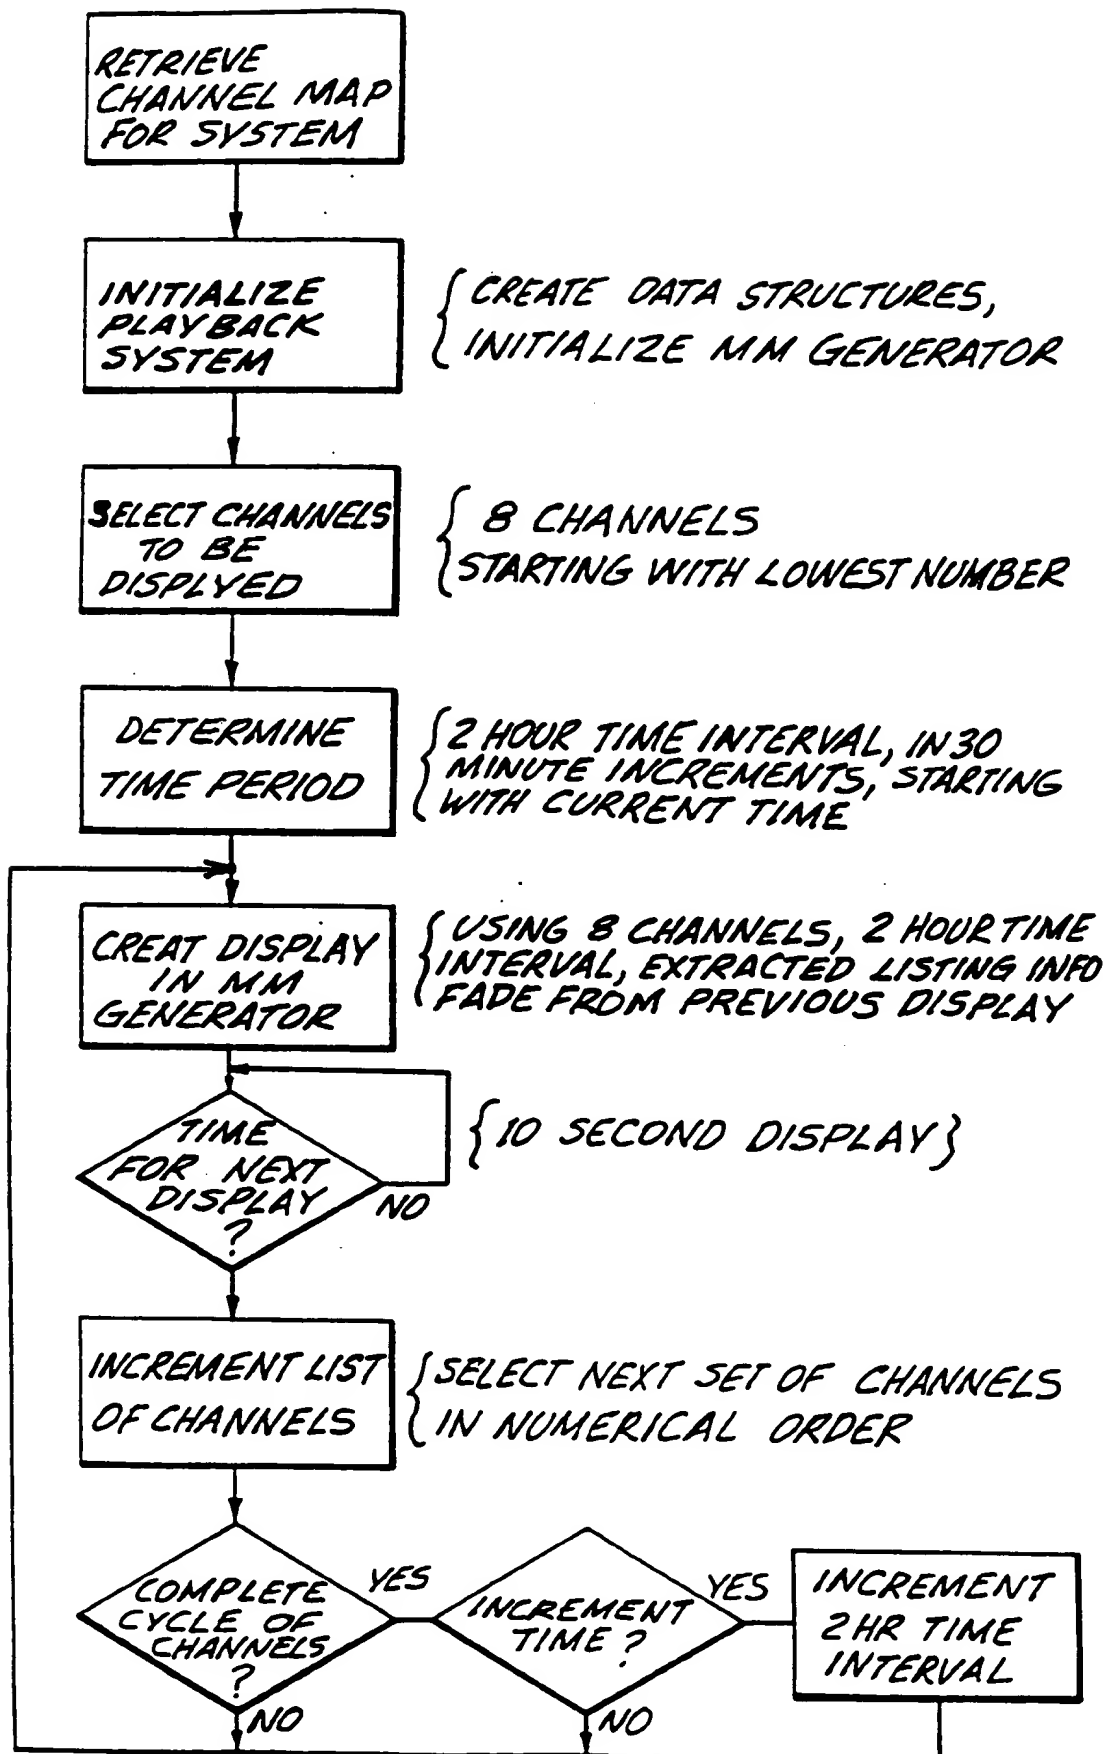 RETRIEVE
CHANNEL MAP
FOR SYSTEM
INITIALIZE
PLAYBACK
SYSTEM
CREATE DATA STRUCTURES,
INITIALIZE MM GENERATOR
SELECT CHANNELS
TO BE
DISPLYED
8 CHANNELS
STARTING WITH LOWEST NUMBER
DETERMINE
TIME PERIOD
2 HOUR TIME INTERVAL, IN 30
MINUTE INCREMENTS, STARTING
WITH CURRENT TIME
CREAT DISPLAY
IN MM
GENERATOR
USING 8 CHANNELS, 2 HOUR TIME
INTERVAL, EXTRACTED LISTING INFO
FADE FROM PREVIOUS DISPLAY
TIME
FOR NEXT
DISPLAY
?
NO
{10 SECOND DISPLAY}
INCREMENT LIST
OF CHANNELS
SELECT NEXT SET OF CHANNELS
IN NUMERICAL ORDER
COMPLETE
CYCLE OF
CHANNELS
?
YES
NO
INCREMENT
TIME?
YES
NO
INCREMENT
2 HR TIME
INTERVAL